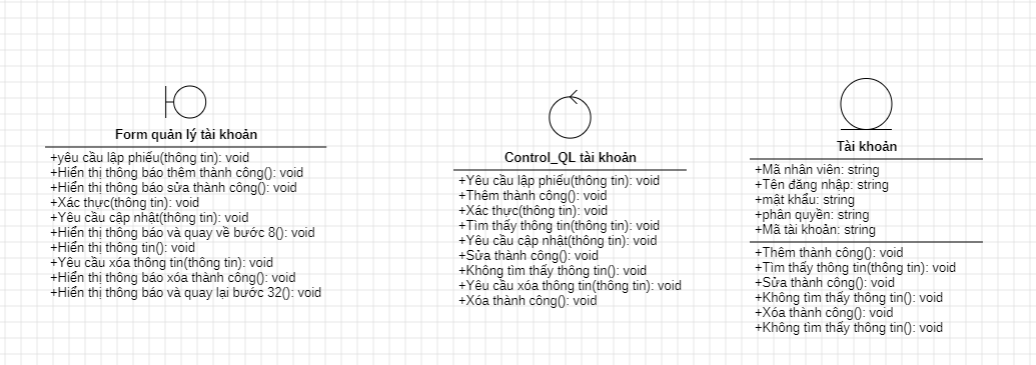 Form quản lý tài khoản
+yêu cầu lập phiếu(thông tin): void
+Hiển thị thông báo thêm thành công(): void
+Hiển thị thông báo sửa thành công(): void
+Xác thực(thông tin): void
+Yêu cầu cập nhật(thông tin): void
+Hiển thị thông báo và quay về bước 8(): void
+Hiển thị thông tin(): void
+Yêu cầu xóa thông tin(thông tin): void
+Hiển thị thông báo xóa thành công(): void
+Hiển thị thông báo và quay lại bước 32(): void
Control_QL tài khoản
+Yêu cầu lập phiếu(thông tin): void
+Thêm thành công(): void
+Xác thực(thông tin): void
+Tìm thấy thông tin(thông tin): void
+Yêu cầu cập nhật(thông tin): void
+Sửa thành công(): void
+Không tìm thấy thông tin(): void
+Yêu cầu xóa thông tin(thông tin): void
+Xóa thành công(): void
Tài khoản
+Mã nhân viên: string
+Tên đăng nhập: string
+mật khẩu: string
+phân quyền: string
+Mã tài khoản: string
+Thêm thành công(): void
+Tìm thấy thông tin(thông tin): void
+Sửa thành công(): void
+Không tìm thấy thông tin(): void
+Xóa thành công(): void
+Không tìm thấy thông tin(): void